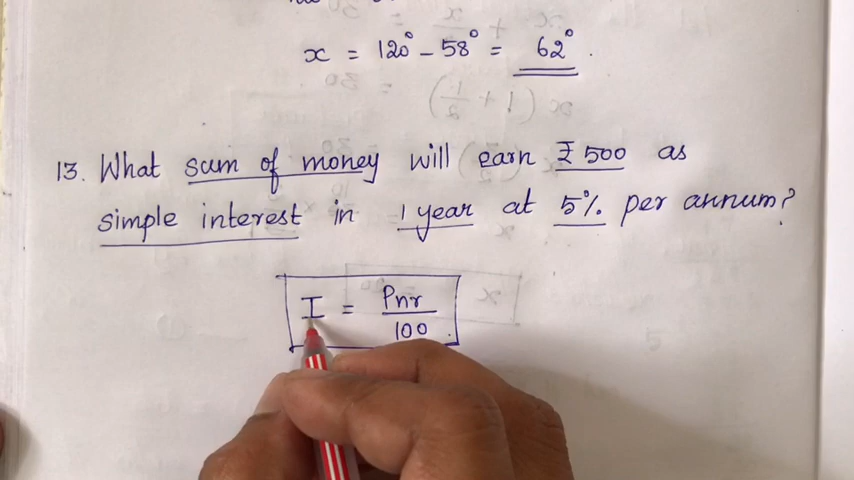 x = 120° - 58° = 62°.
13. What sum of money will earn ₹ 500 as
simple interest in 1 year at 5% per annum?
I = Pnr/100